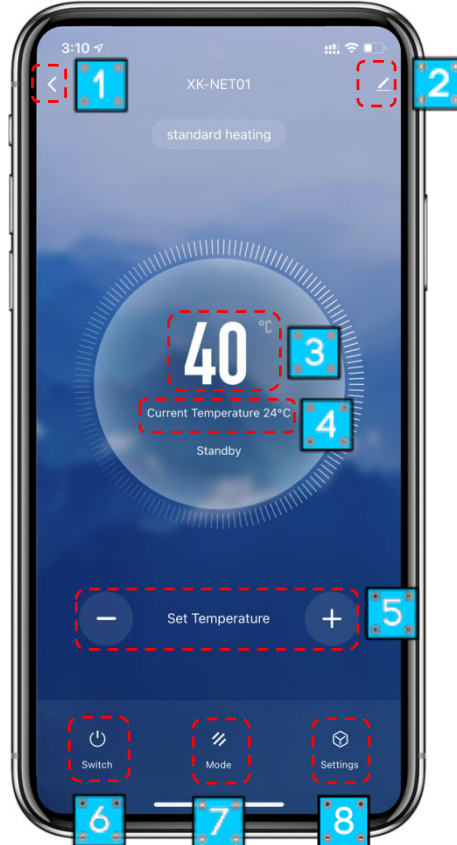 3:10
1
XK-NET01
2
standard heating
40 °C
3
Current Temperature 24°C
4
Standby
− Set Temperature +
5
Switch
Mode
Settings
6
7
8